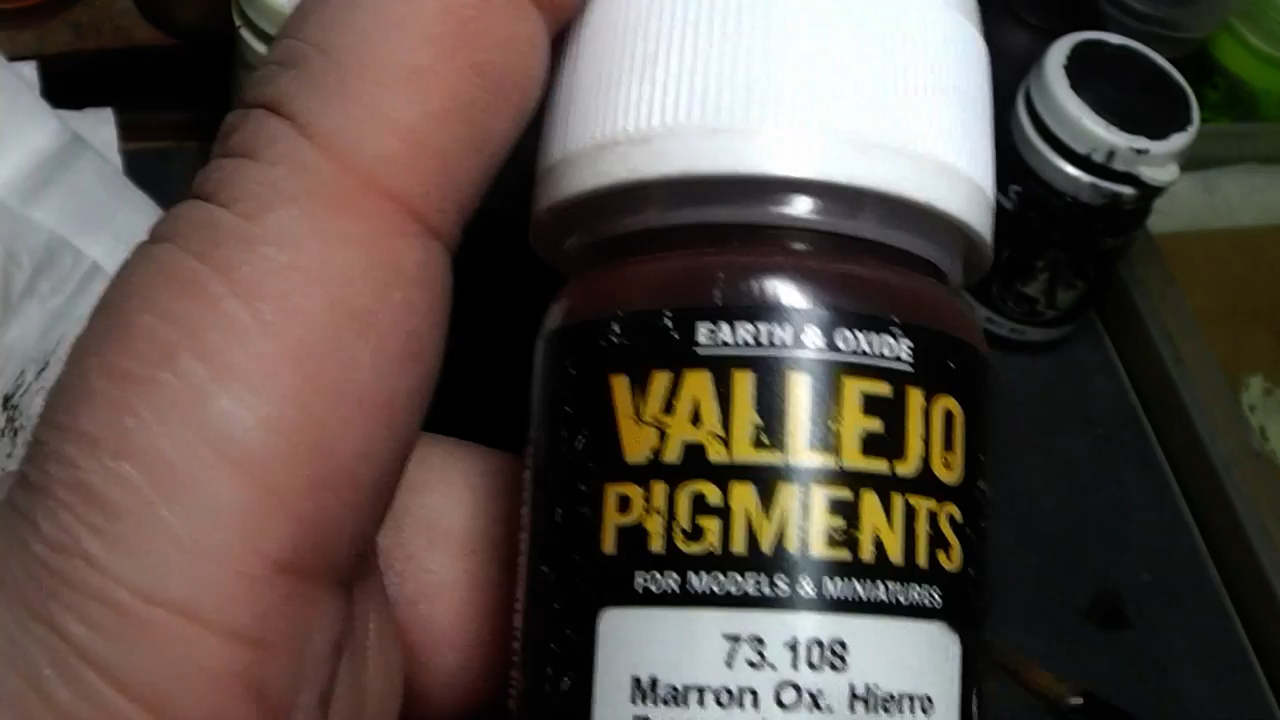 EARTH & OXIDE
VALLEJO
PIGMENTS
FOR MODELS & MINIATURES
73.108
Marron Ox. Hierro